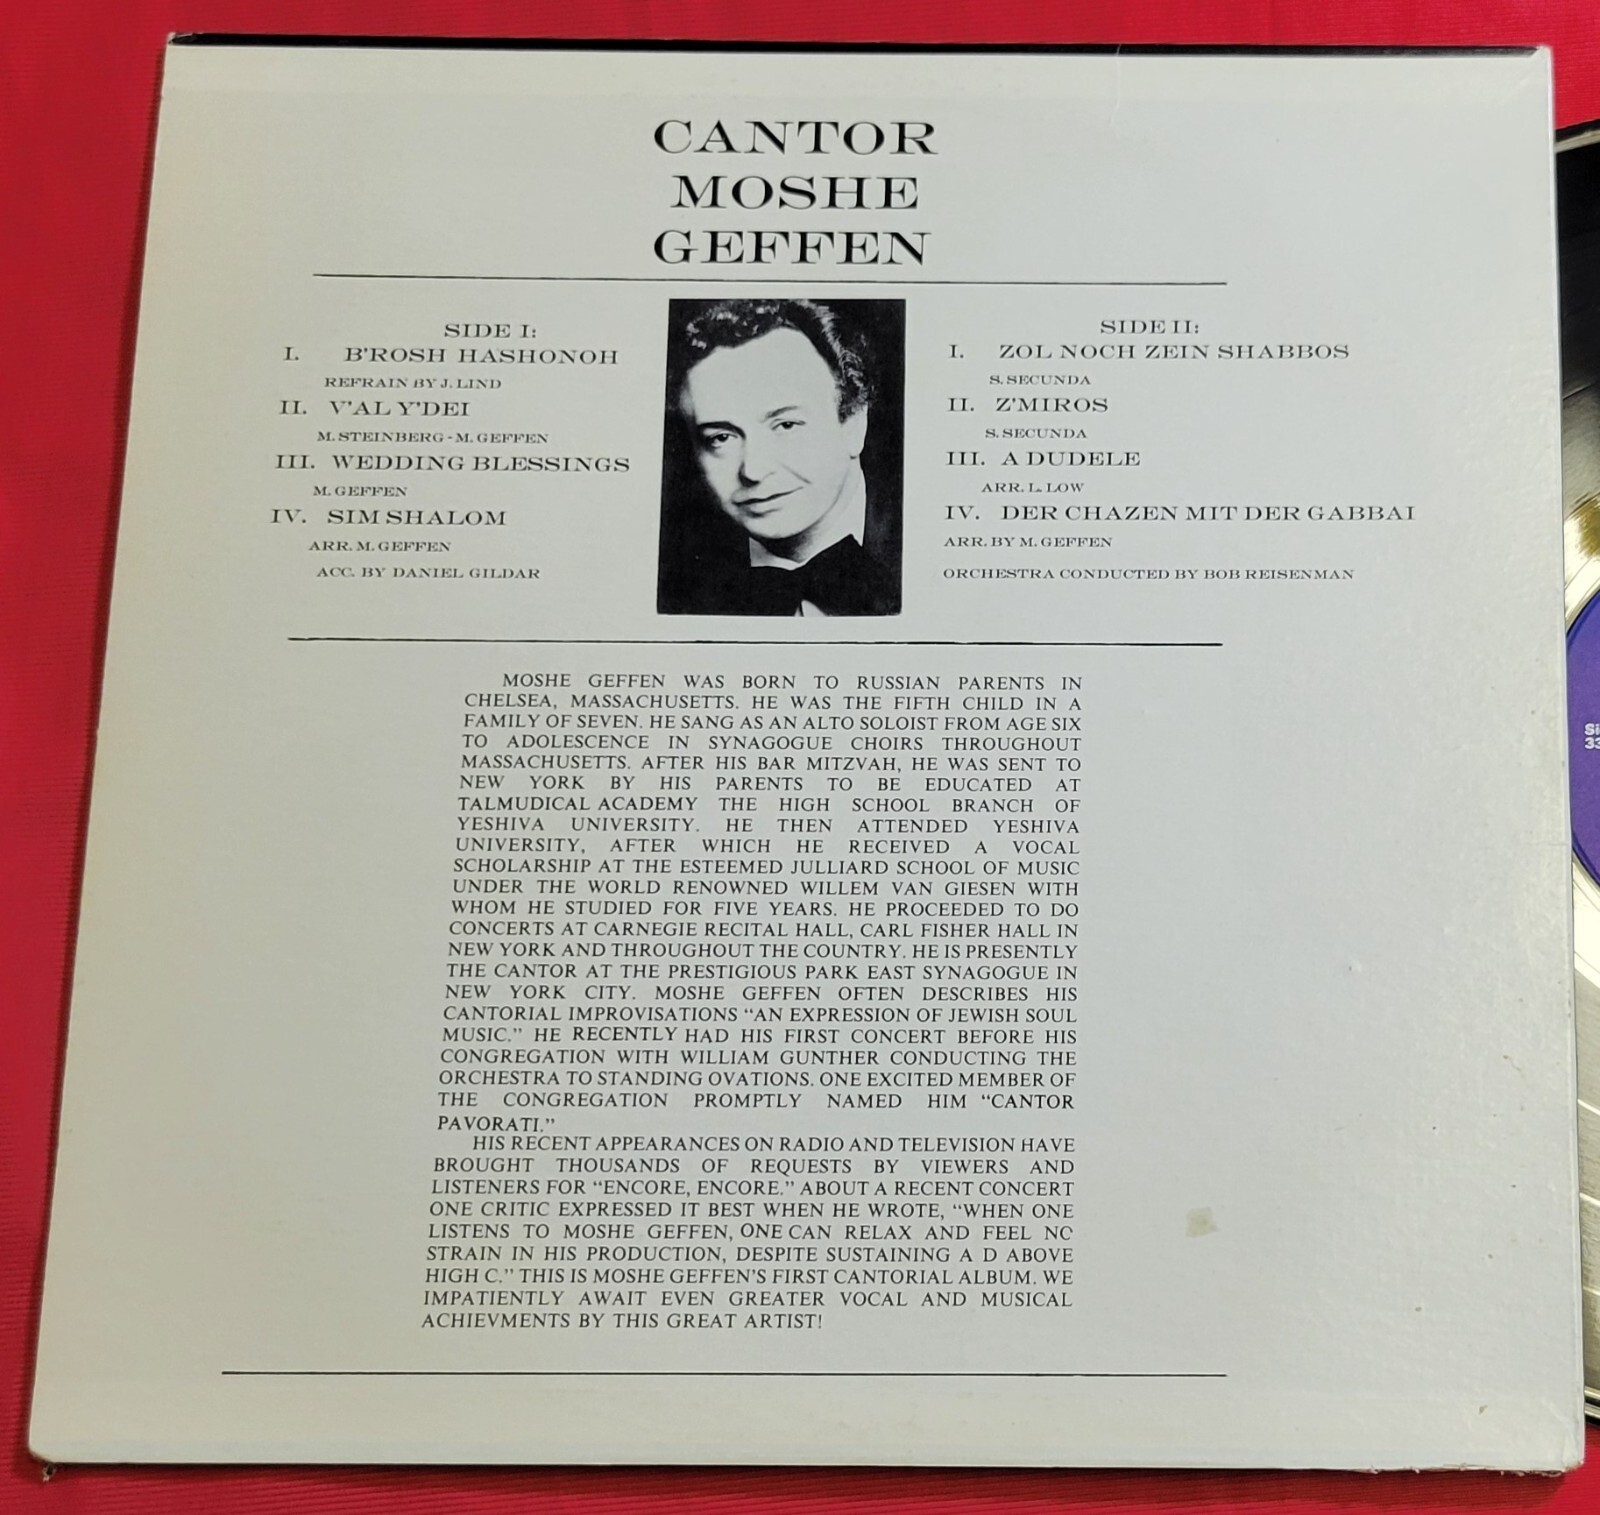 CANTOR
MOSHE
GEFFEN
SIDE I:
I. B'ROSH HASHONOH
REFRAIN BY J. LIND
II. V'AL Y'DEI
M. STEINBERG - M. GEFFEN
III. WEDDING BLESSINGS
M. GEFFEN
IV. SIM SHALOM
ARR. M. GEFFEN
ACC. BY DANIEL GILDAR
SIDE II:
I. ZOL NOCH ZEIN SHABBOS
S. SECUNDA
II. Z'MIROS
S. SECUNDA
III. A DUDELE
ARR. L. LOW
IV. DER CHAZEN MIT DER GABBAI
ARR. BY M. GEFFEN
ORCHESTRA CONDUCTED BY BOB REISENMAN
MOSHE GEFFEN WAS BORN TO RUSSIAN PARENTS IN
CHELSEA, MASSACHUSETTS. HE WAS THE FIFTH CHILD IN A
FAMILY OF SEVEN. HE SANG AS AN ALTO SOLOIST FROM AGE SIX
TO ADOLESCENCE IN SYNAGOGUE CHOIRS THROUGHOUT
MASSACHUSETTS. AFTER HIS BAR MITZVAH, HE WAS SENT TO
NEW YORK BY HIS PARENTS TO BE EDUCATED AT
TALMUDICAL ACADEMY THE HIGH SCHOOL BRANCH OF
YESHIVA UNIVERSITY. HE THEN ATTENDED YESHIVA
UNIVERSITY, AFTER WHICH HE RECEIVED A VOCAL
SCHOLARSHIP AT THE ESTEEMED JULLIARD SCHOOL OF MUSIC
UNDER THE WORLD RENOWNED WILLEM VAN GIESEN WITH
WHOM HE STUDIED FOR FIVE YEARS. HE PROCEEDED TO DO
CONCERTS AT CARNEGIE RECITAL HALL, CARL FISHER HALL IN
NEW YORK AND THROUGHOUT THE COUNTRY. HE IS PRESENTLY
THE CANTOR AT THE PRESTIGIOUS PARK EAST SYNAGOGUE IN
NEW YORK CITY. MOSHE GEFFEN OFTEN DESCRIBES HIS
CANTORIAL IMPROVISATIONS "AN EXPRESSION OF JEWISH SOUL
MUSIC." HE RECENTLY HAD HIS FIRST CONCERT BEFORE HIS
CONGREGATION WITH WILLIAM GUNTHER CONDUCTING THE
ORCHESTRA TO STANDING OVATIONS. ONE EXCITED MEMBER OF
THE CONGREGATION PROMPTLY NAMED HIM "CANTOR
PAVORATI."
HIS RECENT APPEARANCES ON RADIO AND TELEVISION HAVE
BROUGHT THOUSANDS OF REQUESTS BY VIEWERS AND
LISTENERS FOR "ENCORE, ENCORE." ABOUT A RECENT CONCERT
ONE CRITIC EXPRESSED IT BEST WHEN HE WROTE, "WHEN ONE
LISTENS TO MOSHE GEFFEN, ONE CAN RELAX AND FEEL NO
STRAIN IN HIS PRODUCTION, DESPITE SUSTAINING A D ABOVE
HIGH C." THIS IS MOSHE GEFFEN'S FIRST CANTORIAL ALBUM. WE
IMPATIENTLY AWAIT EVEN GREATER VOCAL AND MUSICAL
ACHIEVMENTS BY THIS GREAT ARTIST!